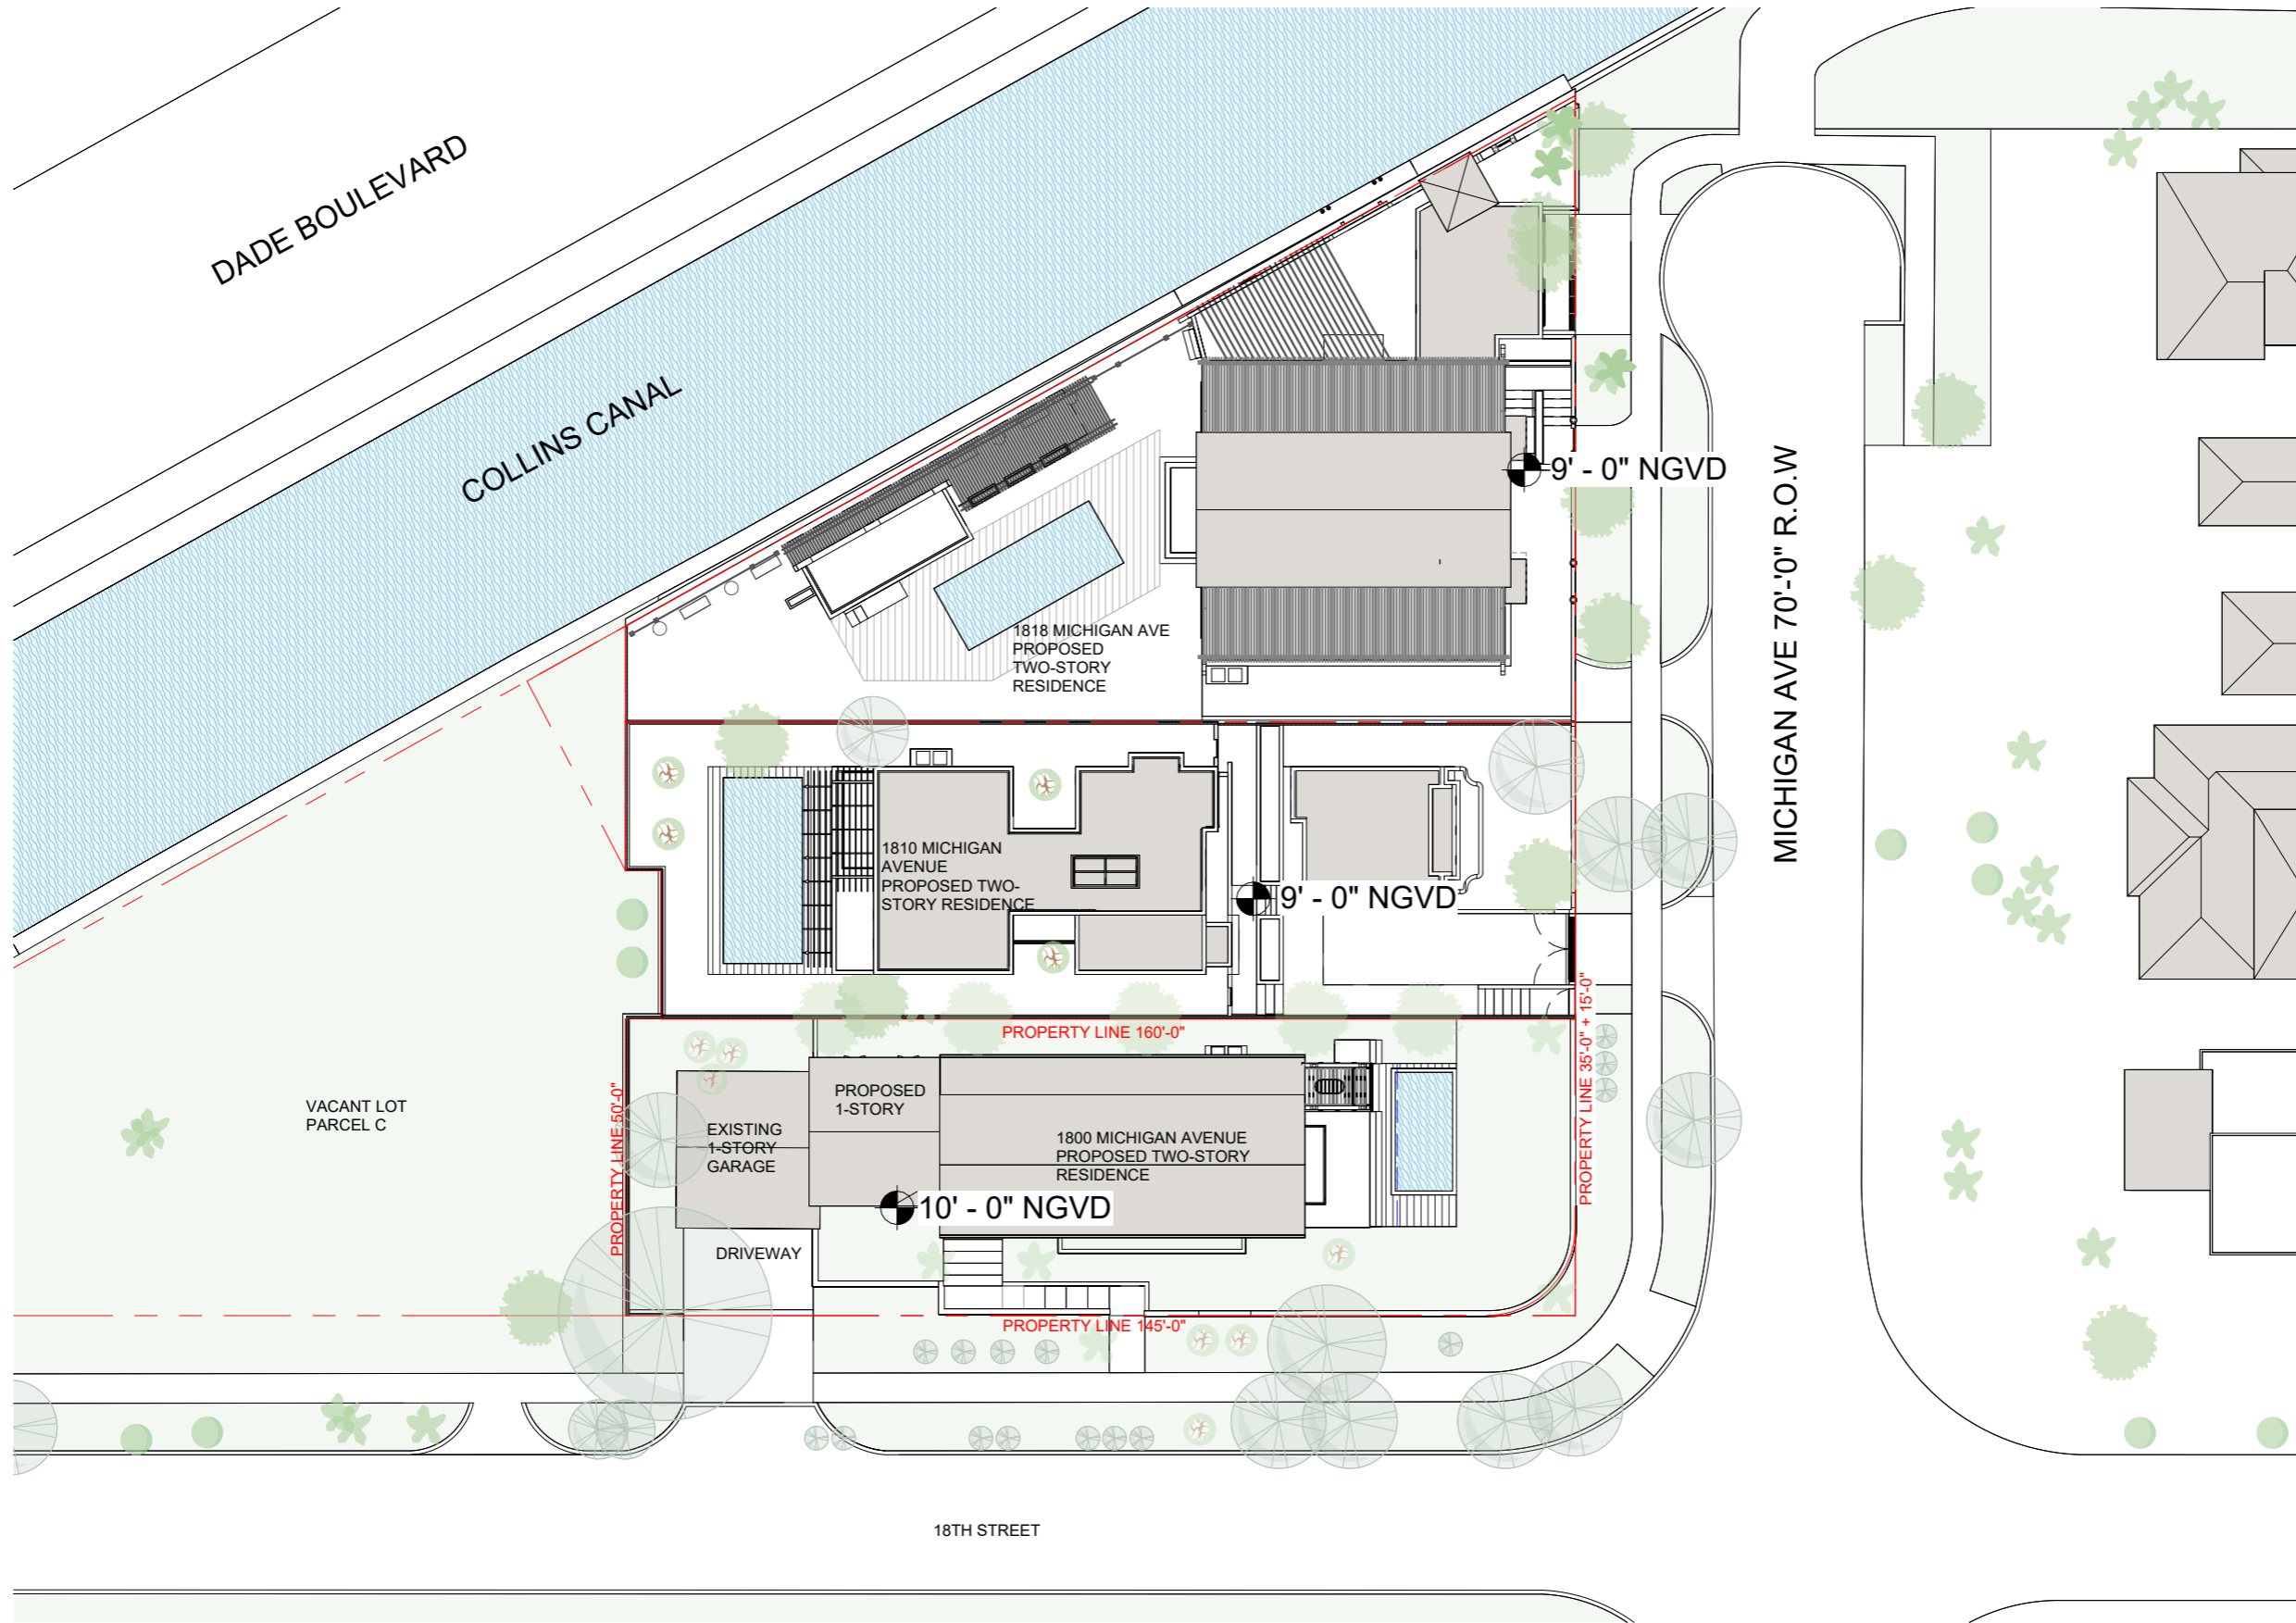 DADE BOULEVARD
COLLINS CANAL
9' - 0" NGVD
MICHIGAN AVE 70'-'0" R.O.W
1818 MICHIGAN AVE
PROPOSED
TWO-STORY
RESIDENCE
1810 MICHIGAN
AVENUE
PROPOSED TWO-
STORY RESIDENCE
9' - 0" NGVD
PROPERTY LINE 160'-0"
PROPERTY LINE 35'-0" + 15'-0"
PROPERTY LINE 50'-0"
VACANT LOT
PARCEL C
PROPOSED
1-STORY
EXISTING
1-STORY
GARAGE
1800 MICHIGAN AVENUE
PROPOSED TWO-STORY
RESIDENCE
10' - 0" NGVD
DRIVEWAY
PROPERTY LINE 145'-0"
18TH STREET